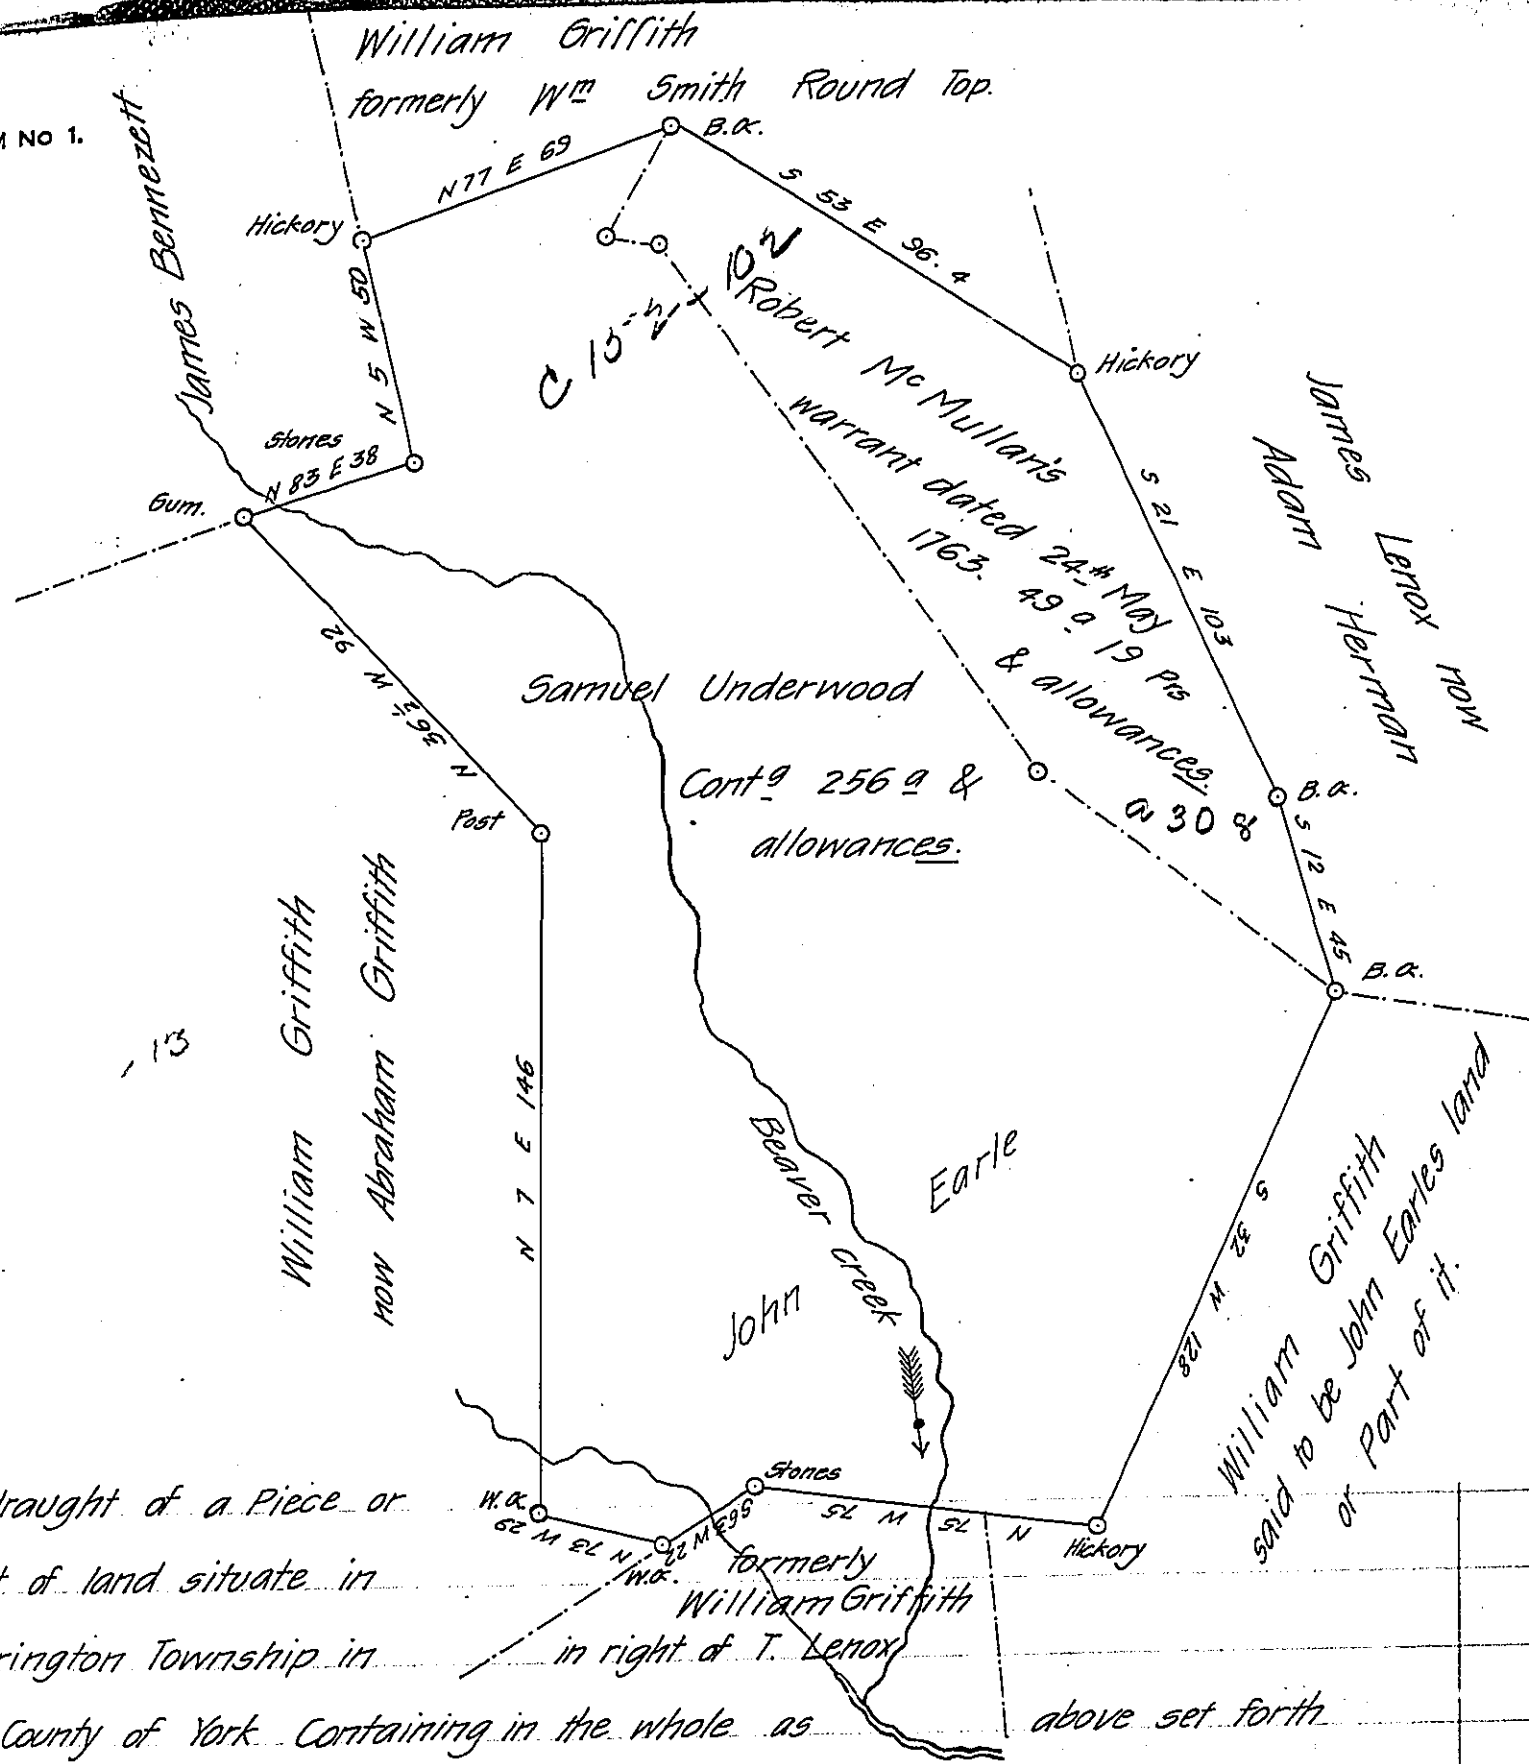 William Griffith
formerly Wm Smith Round Top.
M No 1.
James Bennezett
B.O.
N 77 E 69
S 53 E 96.4
Hickory
N 5 W 50
C 152 102
Robert McMullan's
warrant dated 24th May
1763. 49 a 19 prs
& allowances.
a 30 8
Hickory
James Lenox now
Adam Herman
Stones
N 83 E 38
Gum.
S 21 E 103
N 36½ W 92
Samuel Underwood
Contg 256 a &
allowances.
Post
B.O.
S 12 E 45
B.O.
William Griffith
now Abraham Griffith
, 13
N 7 E 146
Beaver creek
John Earle
S 32 W 128
William Griffith
said to be John Earles land
or Part of it.
Stones
W.O.
N 73 W 29
W.O.
S 63 W 22
N 75 W 75
Hickory
formerly
William Griffith
in right of T. Lenox
draught of a Piece or
t of land situate in
rington Township in
County of York Containing in the whole as above set forth